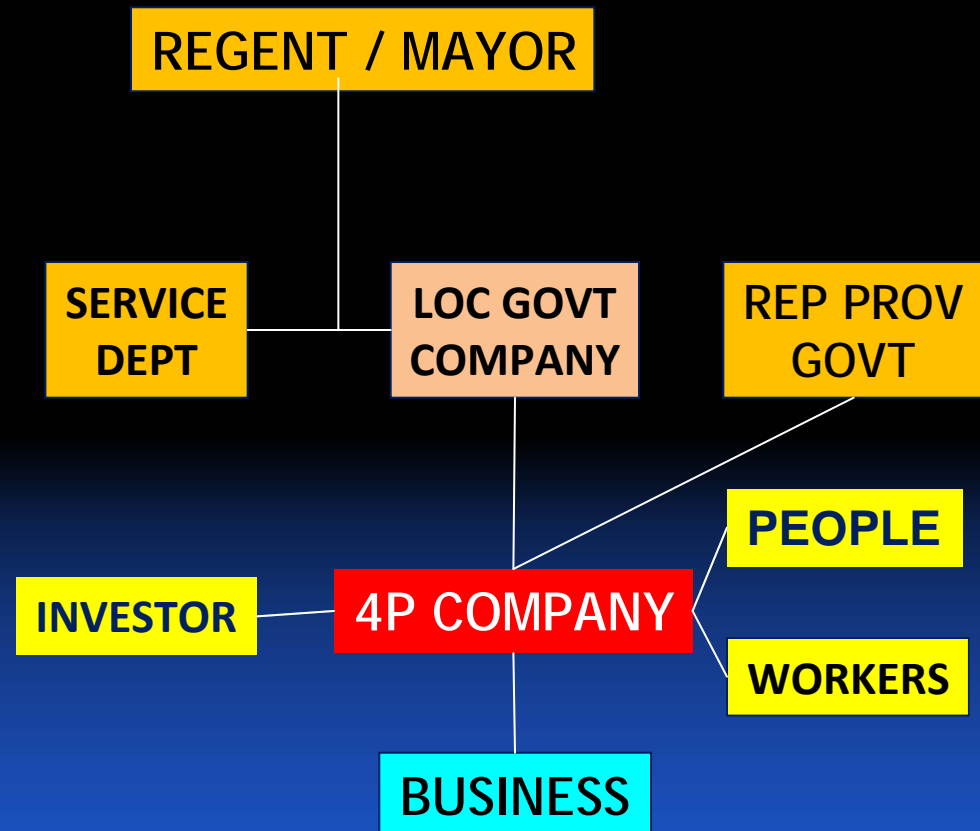 REGENT / MAYOR
SERVICE
DEPT
LOC GOVT
COMPANY
REP PROV
GOVT
PEOPLE
INVESTOR
4P COMPANY
WORKERS
BUSINESS